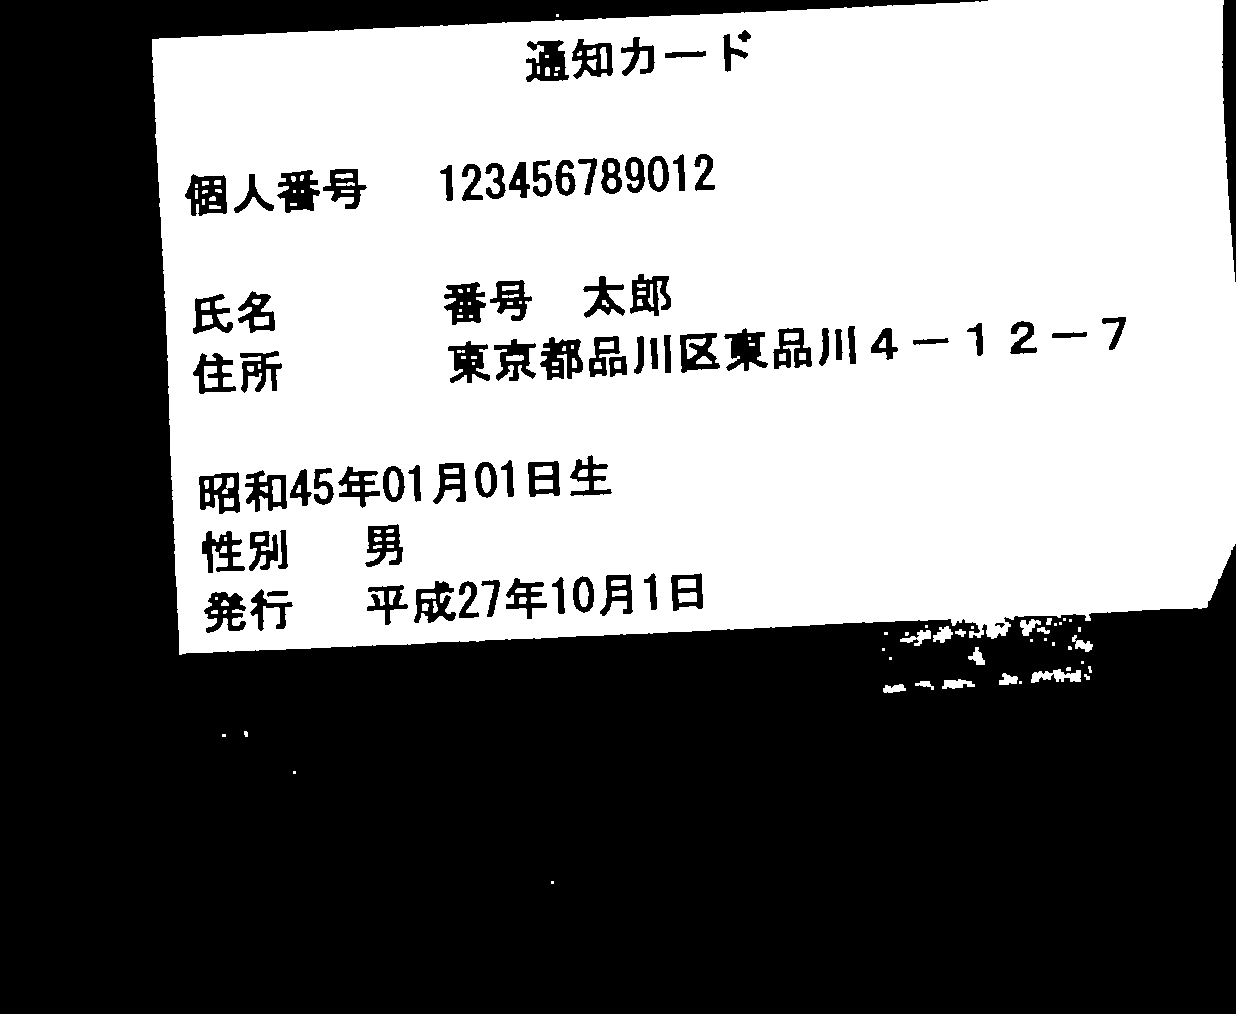 通知カード
個人番号 123456789012
氏名 番号 太郎
住所 東京都品川区東品川４－１２－７
昭和45年01月01日生
性別 男
発行 平成27年10月1日